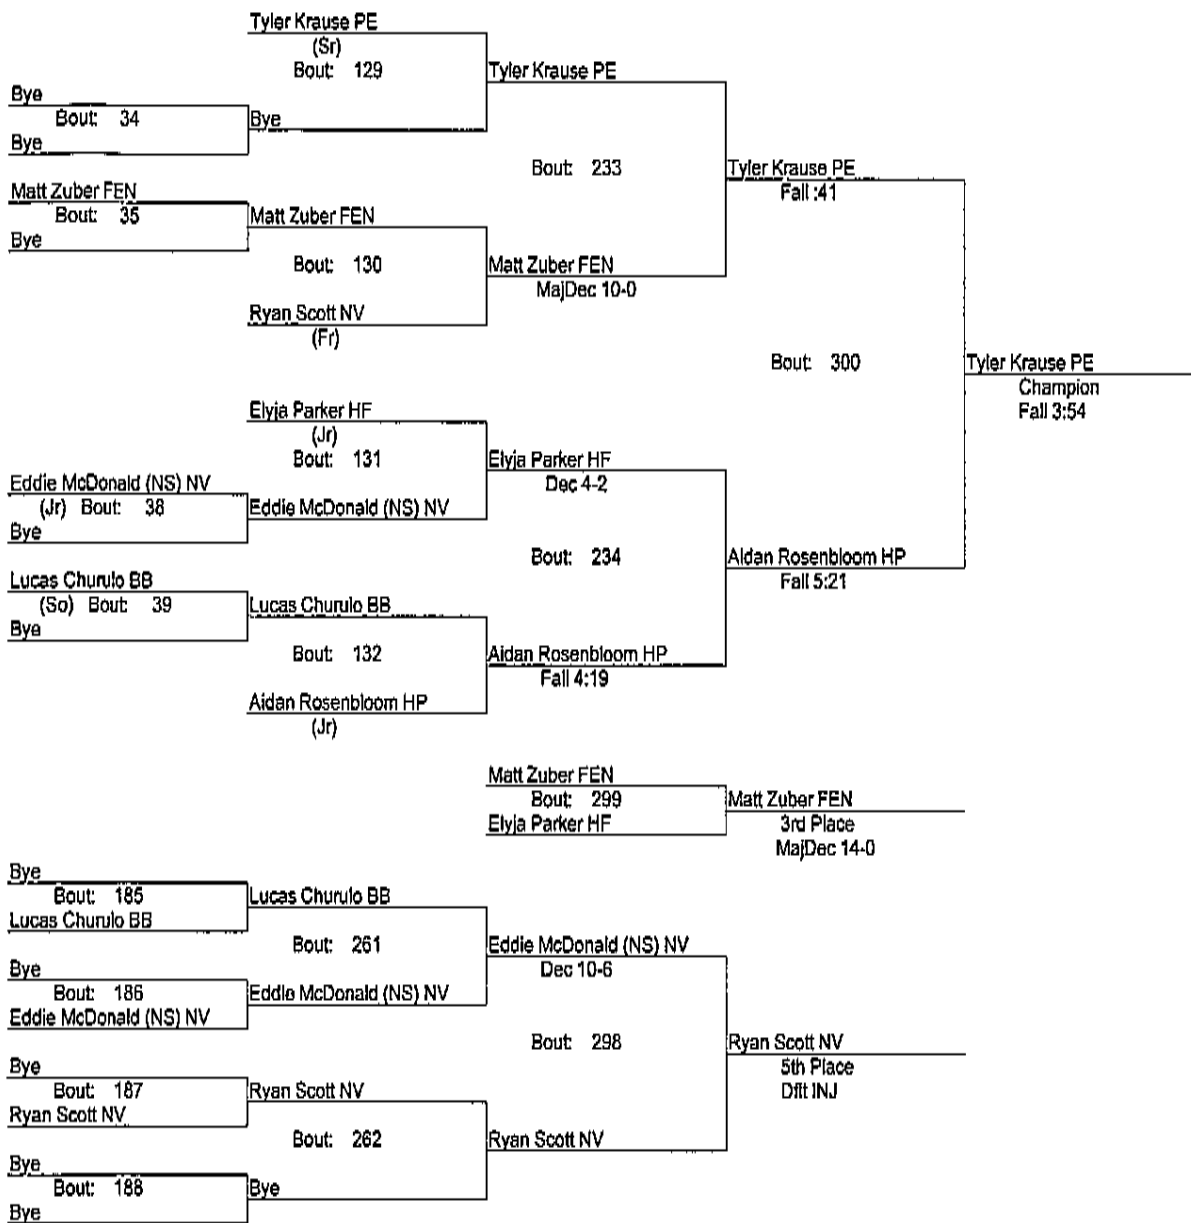 Tyler Krause PE
(Sr)
Bout: 129
Tyler Krause PE
Bye
Bout: 34
Bye
Bye
Bout: 233
Tyler Krause PE
Fall :41
Matt Zuber FEN
Bout: 35
Matt Zuber FEN
Bye
Bout: 130
Matt Zuber FEN
MajDec 10-0
Ryan Scott NV
(Fr)
Bout: 300
Tyler Krause PE
Champion
Fall 3:54
Elyja Parker HF
(Jr)
Bout: 131
Elyja Parker HF
Dec 4-2
Eddie McDonald (NS) NV
(Jr) Bout: 38
Eddie McDonald (NS) NV
Bye
Bout: 234
Aidan Rosenbloom HP
Fall 5:21
Lucas Churulo BB
(So) Bout: 39
Lucas Churulo BB
Bye
Bout: 132
Aidan Rosenbloom HP
Fall 4:19
Aidan Rosenbloom HP
(Jr)
Matt Zuber FEN
Bout: 299
Matt Zuber FEN
Elyja Parker HF
3rd Place
MajDec 14-0
Bye
Bout: 185
Lucas Churulo BB
Lucas Churulo BB
Bout: 261
Eddie McDonald (NS) NV
Dec 10-6
Bye
Bout: 186
Eddie McDonald (NS) NV
Eddie McDonald (NS) NV
Bout: 298
Ryan Scott NV
5th Place
Dflt INJ
Bye
Bout: 187
Ryan Scott NV
Ryan Scott NV
Bout: 262
Ryan Scott NV
Bye
Bout: 188
Bye
Bye